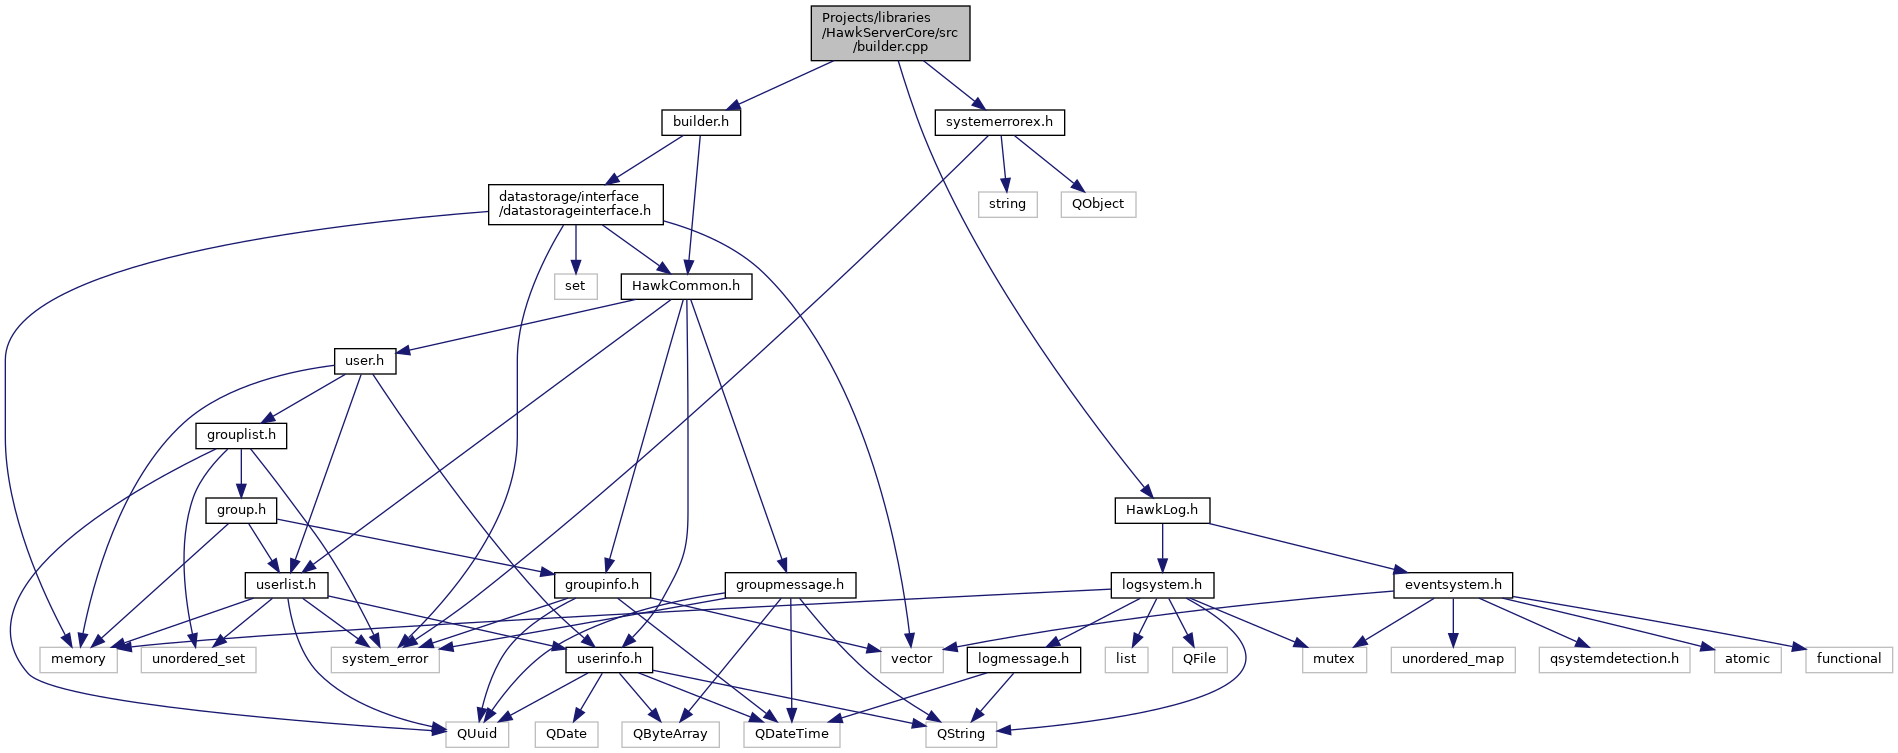 Projects/libraries
/HawkServerCore/src
/builder.cpp
builder.h
systemerrorex.h
datastorage/interface
/datastorageinterface.h
string
QObject
set
HawkCommon.h
user.h
grouplist.h
group.h
HawkLog.h
userlist.h
groupinfo.h
groupmessage.h
logsystem.h
eventsystem.h
memory
unordered_set
system_error
userinfo.h
vector
logmessage.h
list
QFile
mutex
unordered_map
qsystemdetection.h
atomic
functional
QUuid
QDate
QByteArray
QDateTime
QString